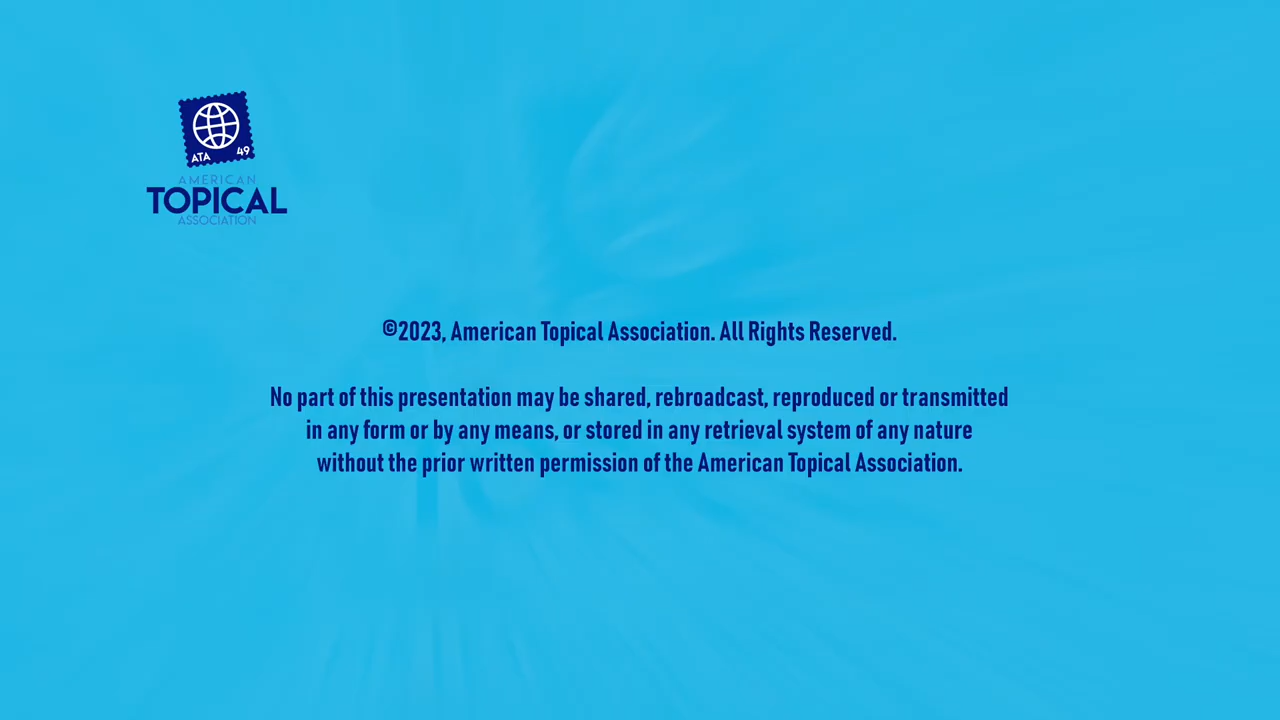 ATA 49
AMERICAN
TOPICAL
ASSOCIATION
©2023, American Topical Association. All Rights Reserved.
No part of this presentation may be shared, rebroadcast, reproduced or transmitted
in any form or by any means, or stored in any retrieval system of any nature
without the prior written permission of the American Topical Association.